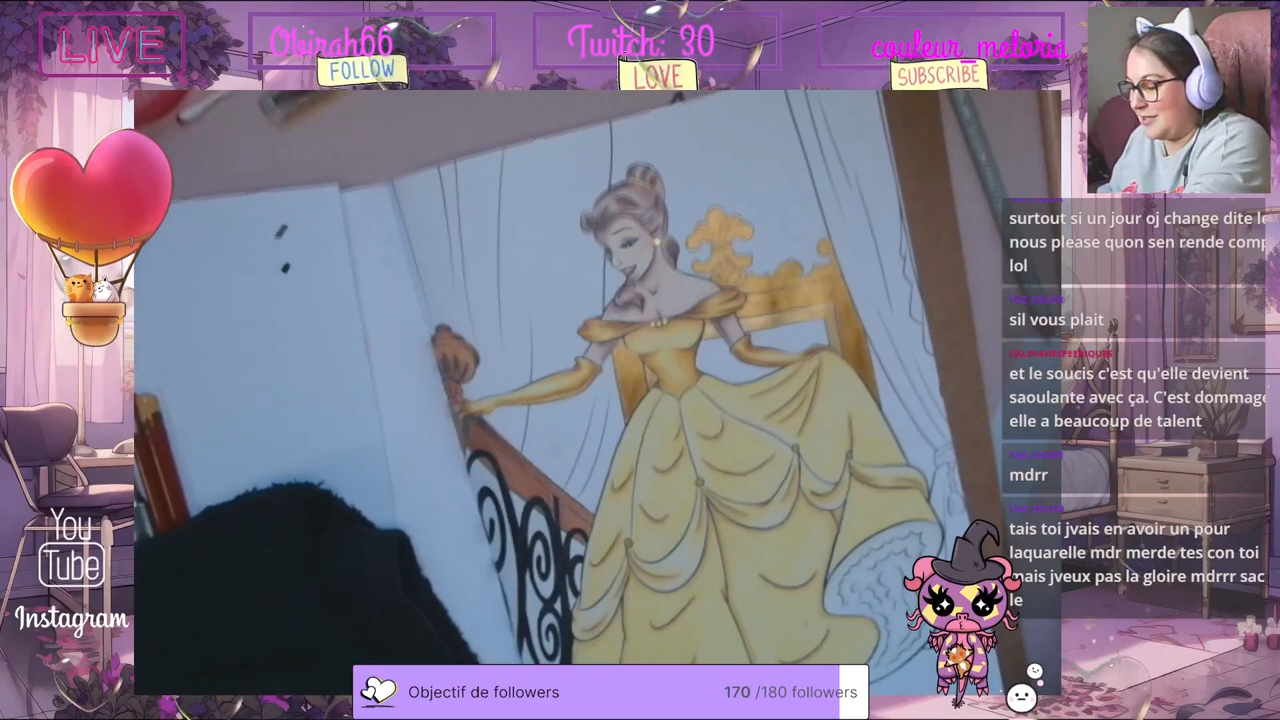 LIVE
Obirah66
Twitch: 30
couleur_melaria
FOLLOW
LOVE
SUBSCRIBE
surtout si un jour oj change dite le
nous please quon sen rende comp
lol
sil vous plait
et le soucis c'est qu'elle devient
saoulante avec ça. C'est dommage
elle a beaucoup de talent
mdrr
tais toi jvais en avoir un pour
laquarelle mdr merde tes con toi
mais jveux pas la gloire mdrrr sac
le
You
Tube
Instagram
Objectif de followers
170 /180 followers